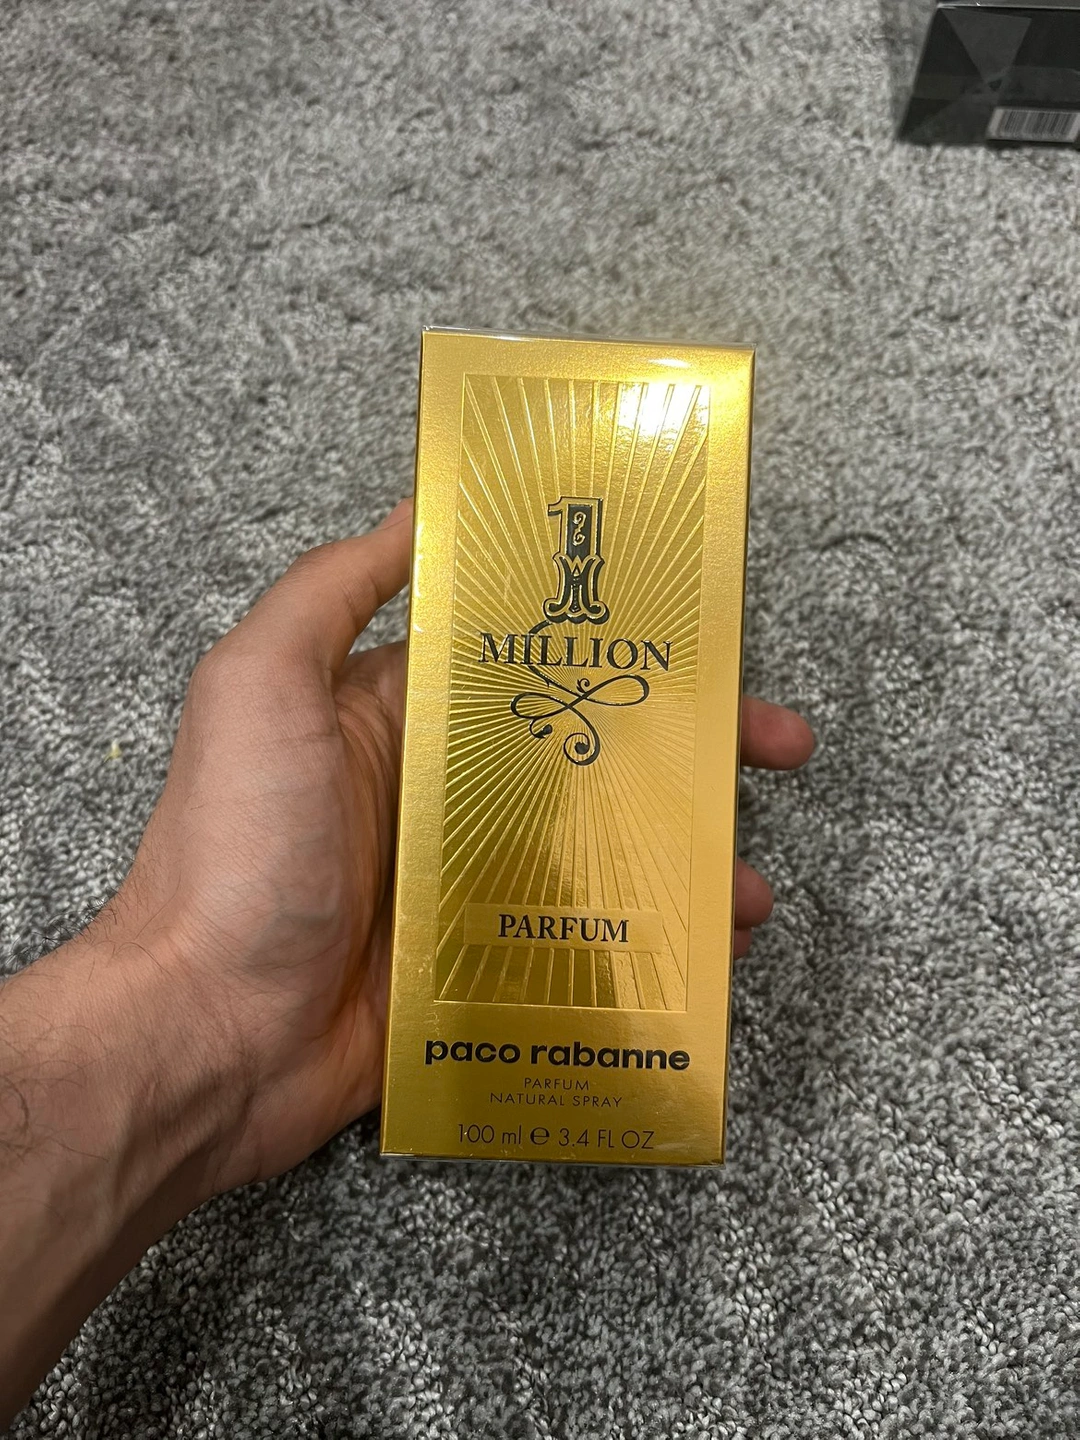 1
MILLION
PARFUM
paco rabanne
PARFUM
NATURAL SPRAY
100 ml ℮ 3.4 FL OZ